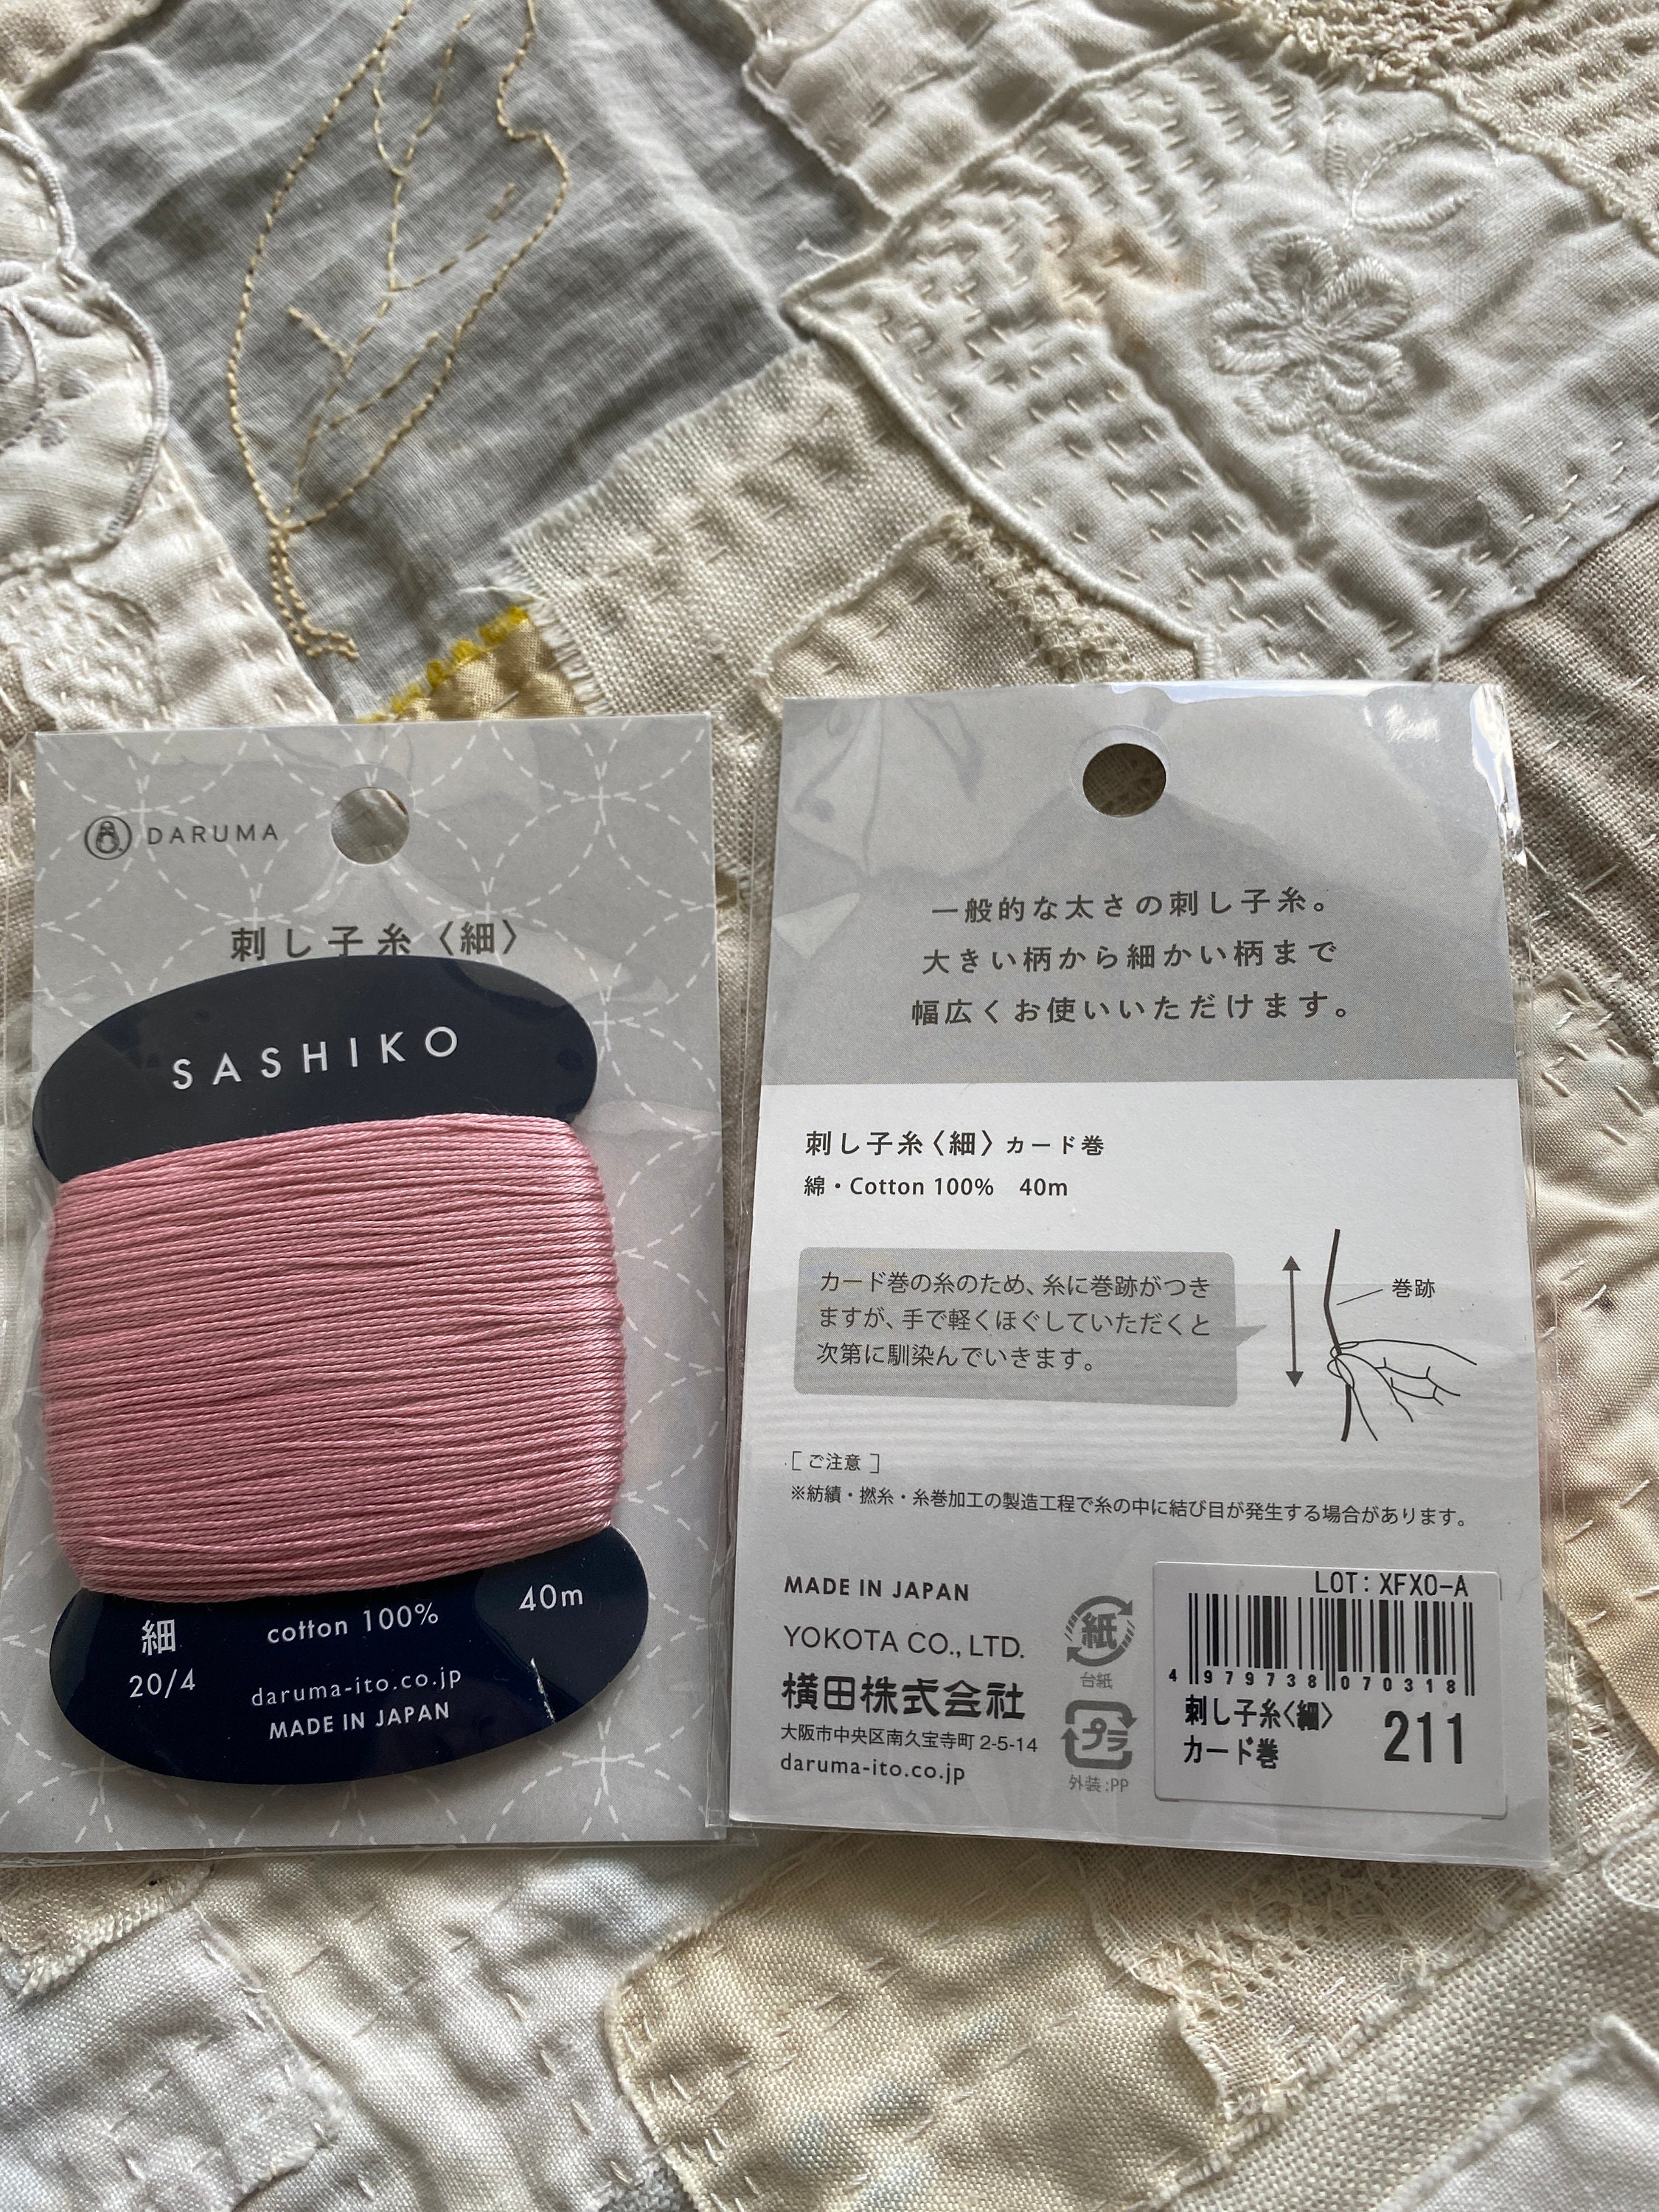 DARUMA
刺し子糸〈細〉
SASHIKO
細
20/4
cotton 100%
40m
daruma-ito.co.jp
MADE IN JAPAN
一般的な太さの刺し子糸。
大きい柄から細かい柄まで
幅広くお使いいただけます。
刺し子糸〈細〉カード巻
綿・Cotton 100% 40m
カード巻の糸のため、糸に巻跡がつき
ますが、手で軽くほぐしていただくと
次第に馴染んでいきます。
巻跡
[ ご注意 ]
※紡績・撚糸・糸巻加工の製造工程で糸の中に結び目が発生する場合があります。
MADE IN JAPAN
YOKOTA CO., LTD.
横田株式会社
大阪市中央区南久宝寺町 2-5-14
daruma-ito.co.jp
紙
台紙
プラ
外装:PP
LOT: XFXO-A
4 979738 070318
刺し子糸〈細〉
カード巻
211